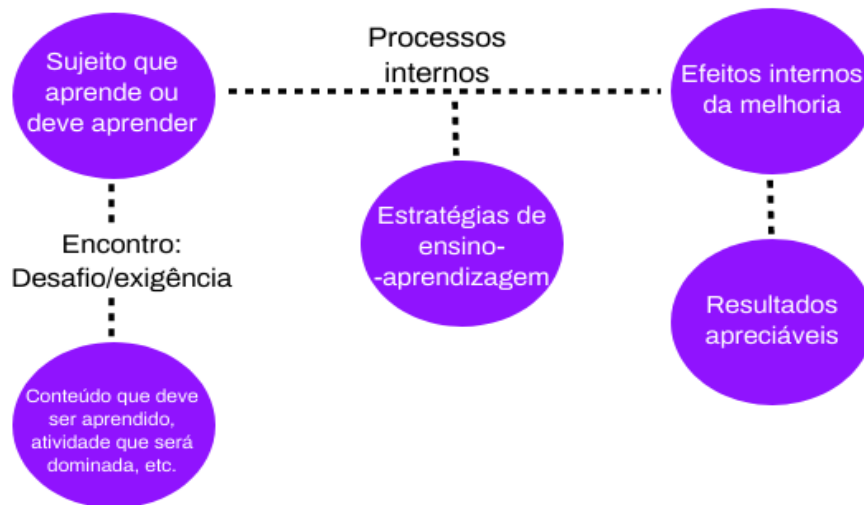 Sujeito que
aprende ou
deve aprender
Processos
internos
Efeitos internos
da melhoria
Estratégias de
ensino-
-aprendizagem
Encontro:
Desafio/exigência
Resultados
apreciáveis
Conteúdo que deve
ser aprendido,
atividade que será
dominada, etc.